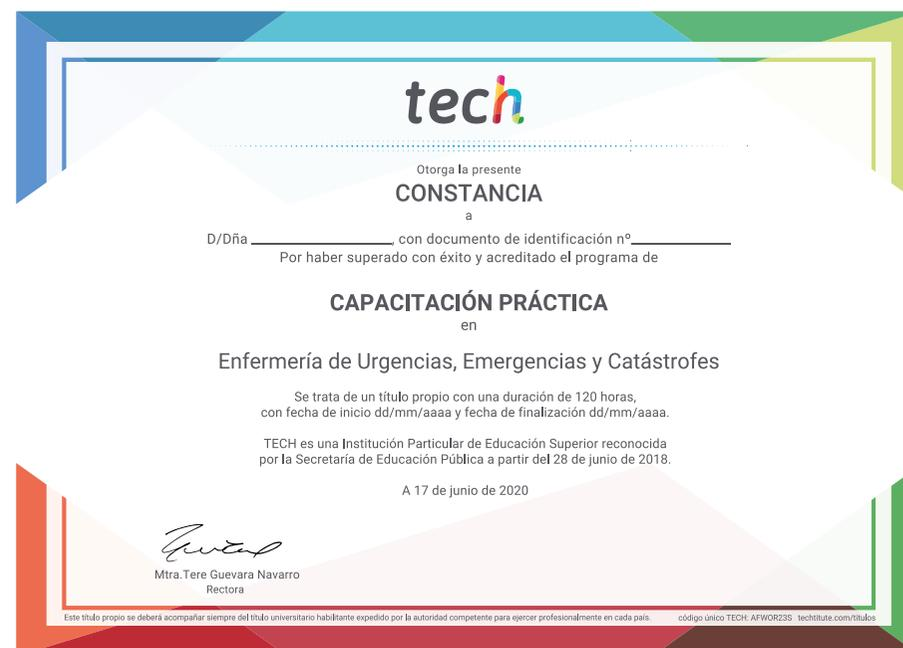 tech
Otorga la presente
CONSTANCIA
a
D/Dña ____________________, con documento de identificación nº______________
Por haber superado con éxito y acreditado el programa de
CAPACITACIÓN PRÁCTICA
en
Enfermería de Urgencias, Emergencias y Catástrofes
Se trata de un título propio con una duración de 120 horas,
con fecha de inicio dd/mm/aaaa y fecha de finalización dd/mm/aaaa.
TECH es una Institución Particular de Educación Superior reconocida
por la Secretaría de Educación Pública a partir del 28 de junio de 2018.
A 17 de junio de 2020
Mtra.Tere Guevara Navarro
Rectora
Este título propio se deberá acompañar siempre del título universitario habilitante expedido por la autoridad competente para ejercer profesionalmente en cada país. código único TECH: AFWOR23S techtitute.com/titulos